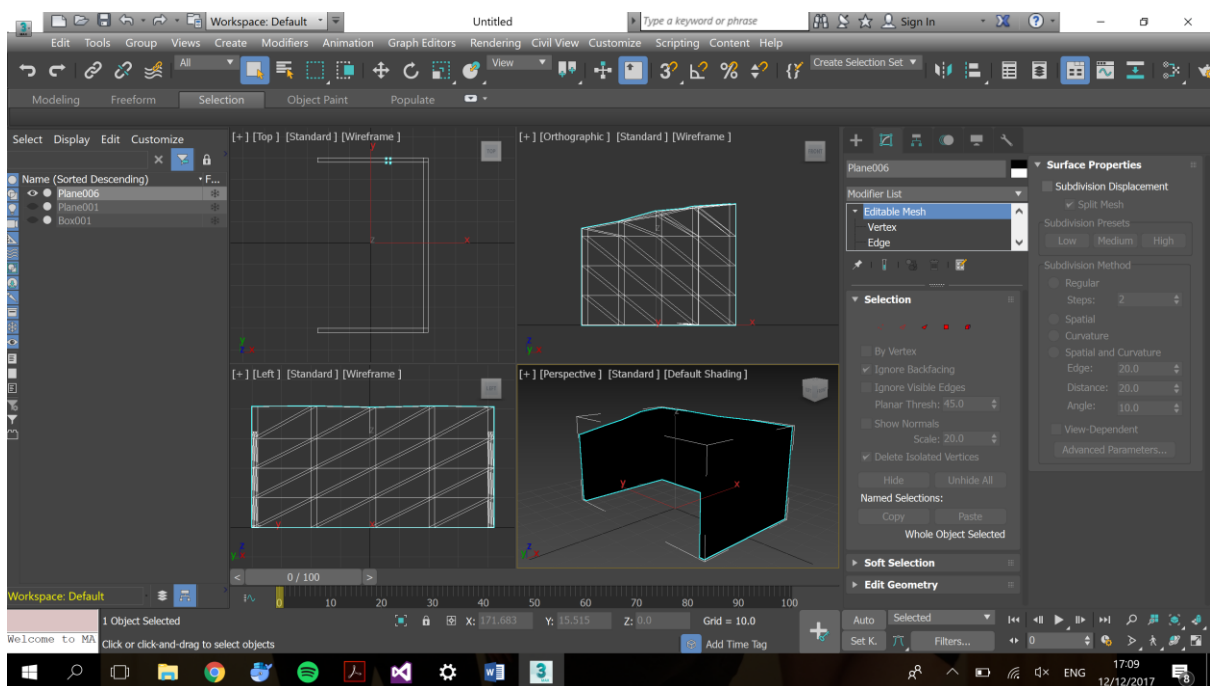 3
MAX
Workspace: Default
Untitled
Type a keyword or phrase
Sign In
Edit Tools Group Views Create Modifiers Animation Graph Editors Rendering Civil View Customize Scripting Content Help
All
View
Create Selection Set
Modeling Freeform Selection Object Paint Populate
Select Display Edit Customize
Name (Sorted Descending)
F...
Plane006
Plane001
Box001
[+] [Top] [Standard] [Wireframe]
TOP
y
z
x
[+] [Orthographic] [Standard] [Wireframe]
x
[+] [Left] [Standard] [Wireframe]
LEFT
[+] [Perspective] [Standard] [Default Shading]
y
x
Plane006
Modifier List
Editable Mesh
Vertex
Edge
Selection
By Vertex
Ignore Backfacing
Ignore Visible Edges
Planar Thresh: 45.0
Show Normals
Scale: 20.0
Delete Isolated Vertices
Hide Unhide All
Named Selections:
Copy Paste
Whole Object Selected
Soft Selection
Edit Geometry
Surface Properties
Subdivision Displacement
Split Mesh
Subdivision Presets
Low Medium High
Subdivision Method
Regular
Steps: 2
Spatial
Curvature
Spatial and Curvature
Edge: 20.0
Distance: 20.0
Angle: 10.0
View-Dependent
Advanced Parameters...
< 0 / 100 >
Workspace: Default
0 10 20 30 40 50 60 70 80 90 100
1 Object Selected
X: 171.683 Y: 15.515 Z: 0.0 Grid = 10.0
Auto Selected
Welcome to MA
Click or click-and-drag to select objects
Add Time Tag
Set K. Filters...
0
ENG
17:09
12/12/2017
8